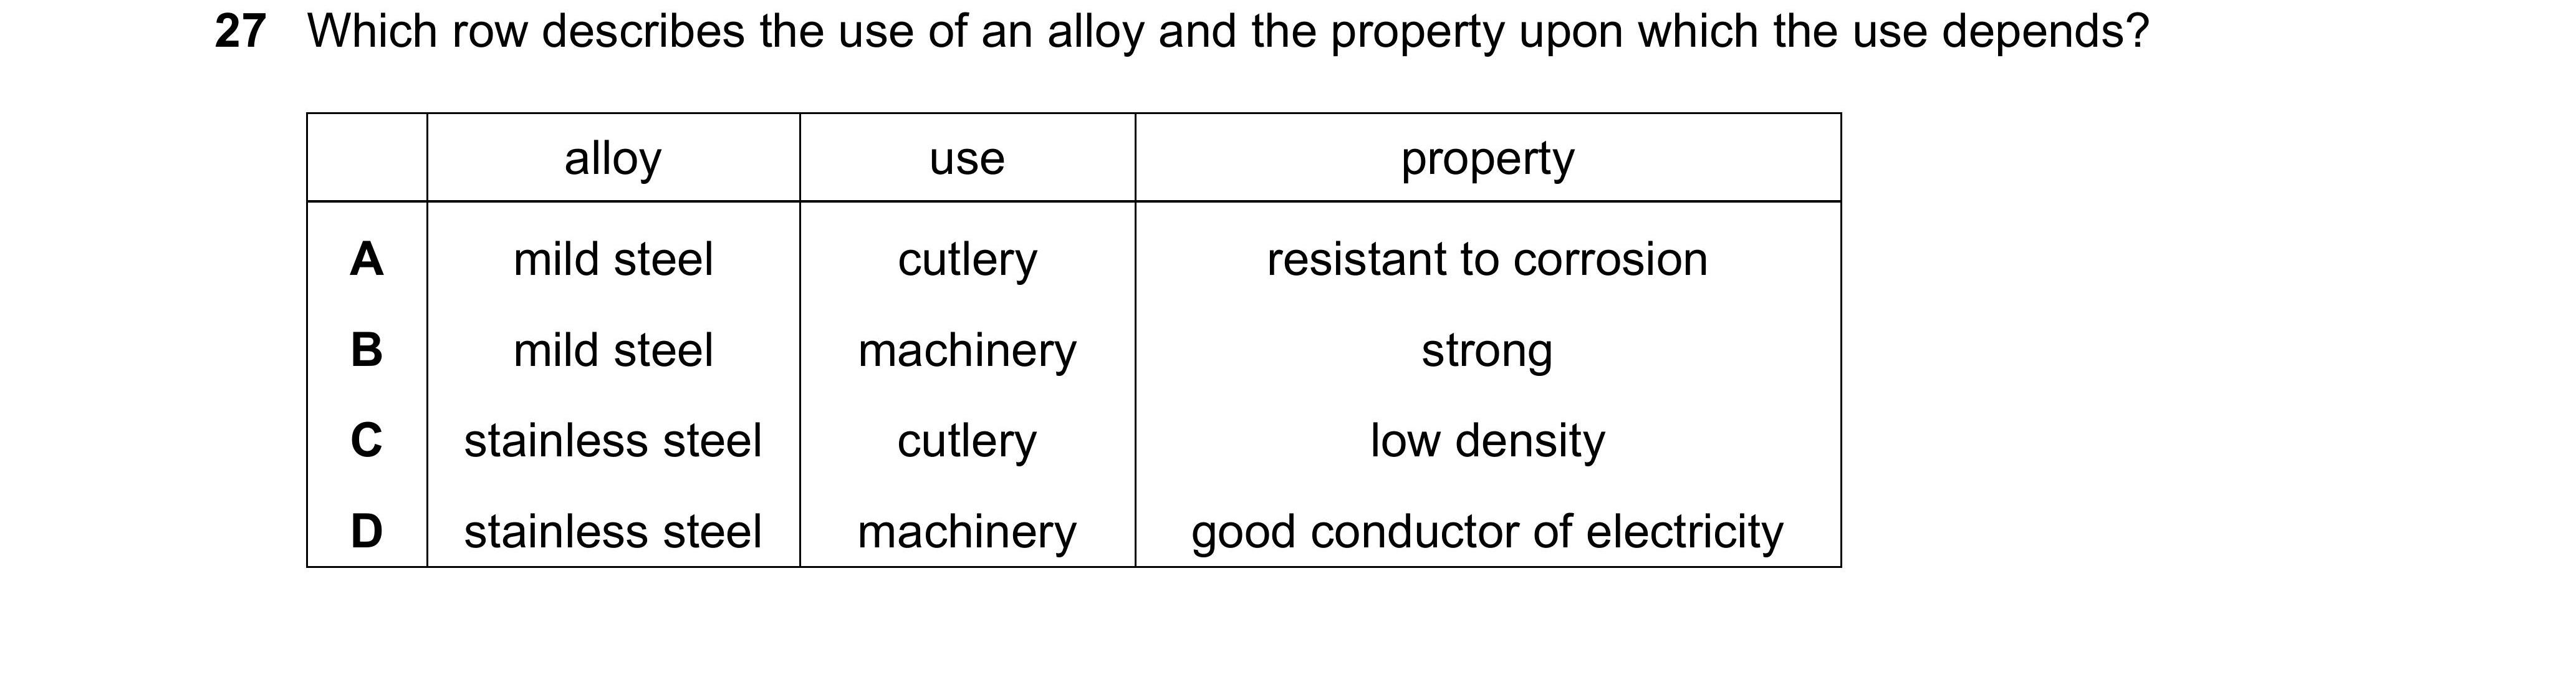 27 Which row describes the use of an alloy and the property upon which the use depends?
alloy use property
A mild steel cutlery resistant to corrosion
B mild steel machinery strong
C stainless steel cutlery low density
D stainless steel machinery good conductor of electricity